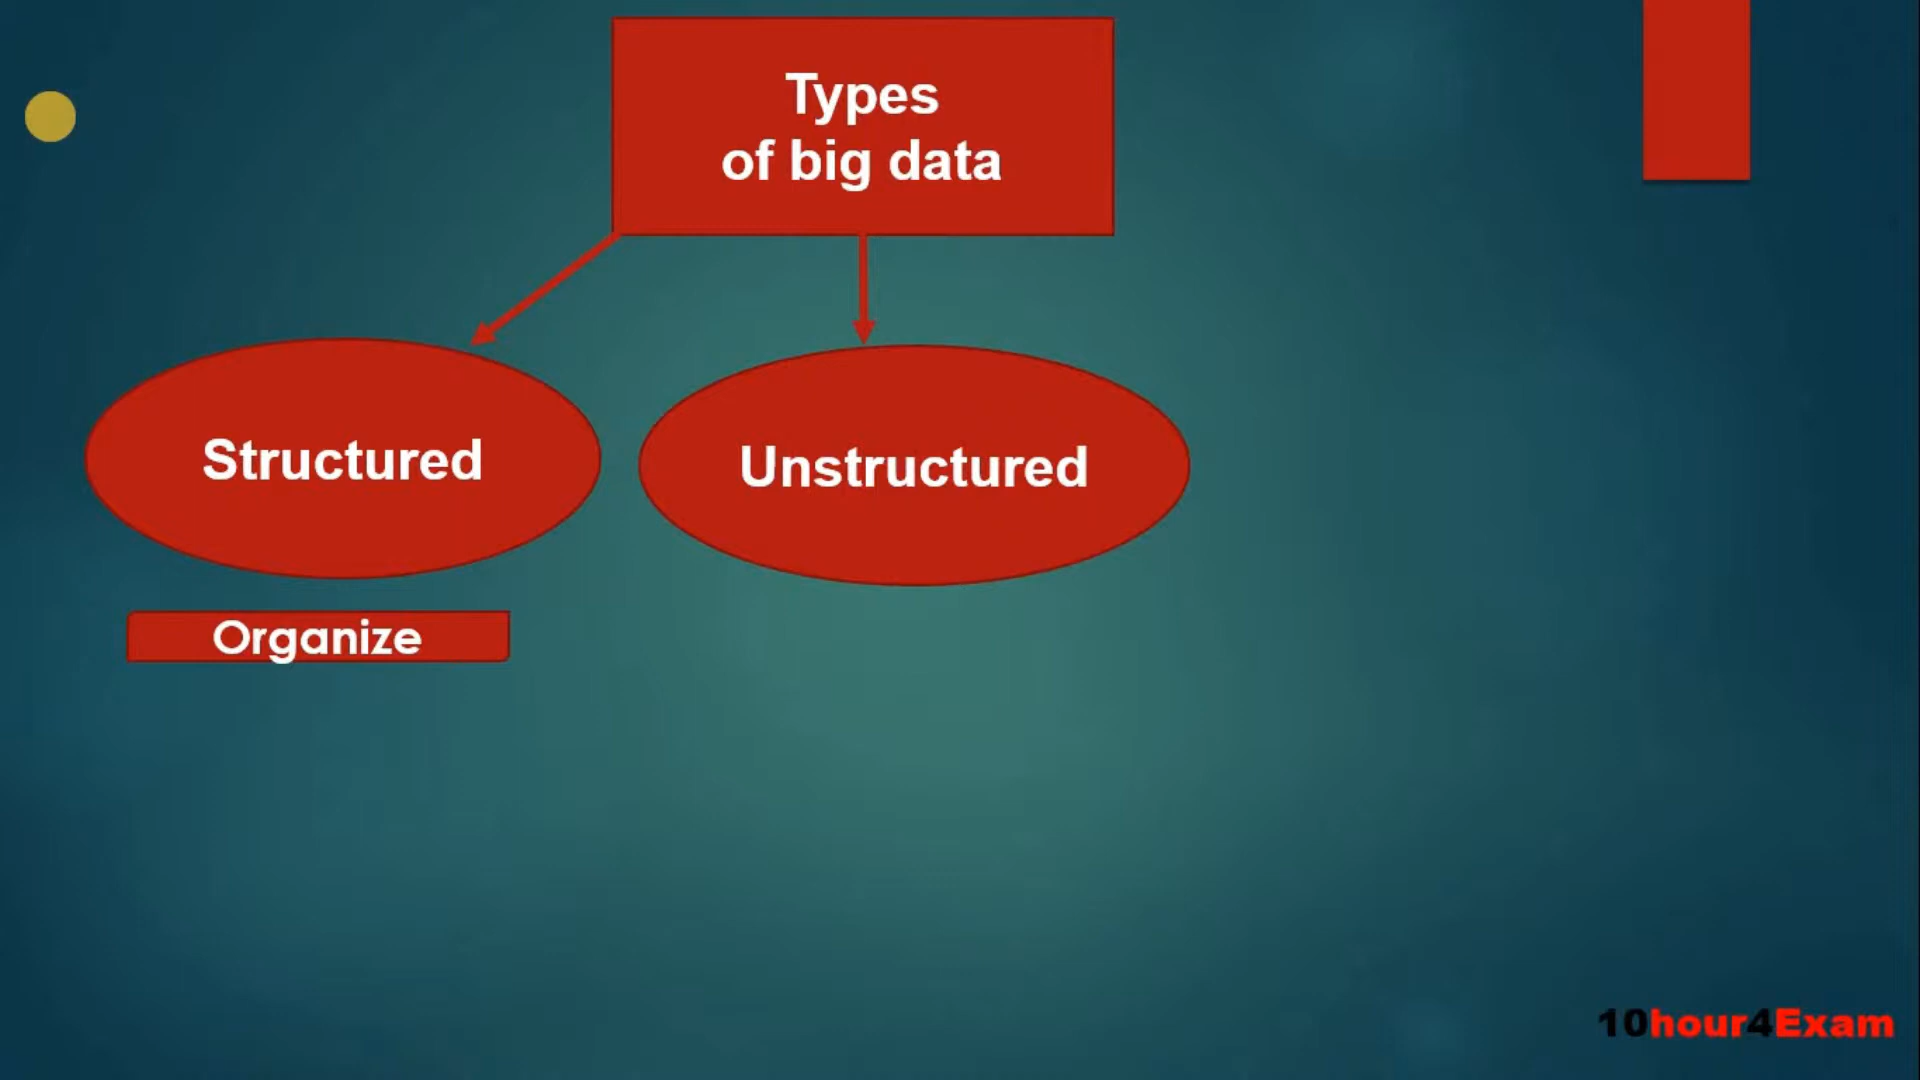 Types
of big data
Structured
Unstructured
Organize
10hour4Exam